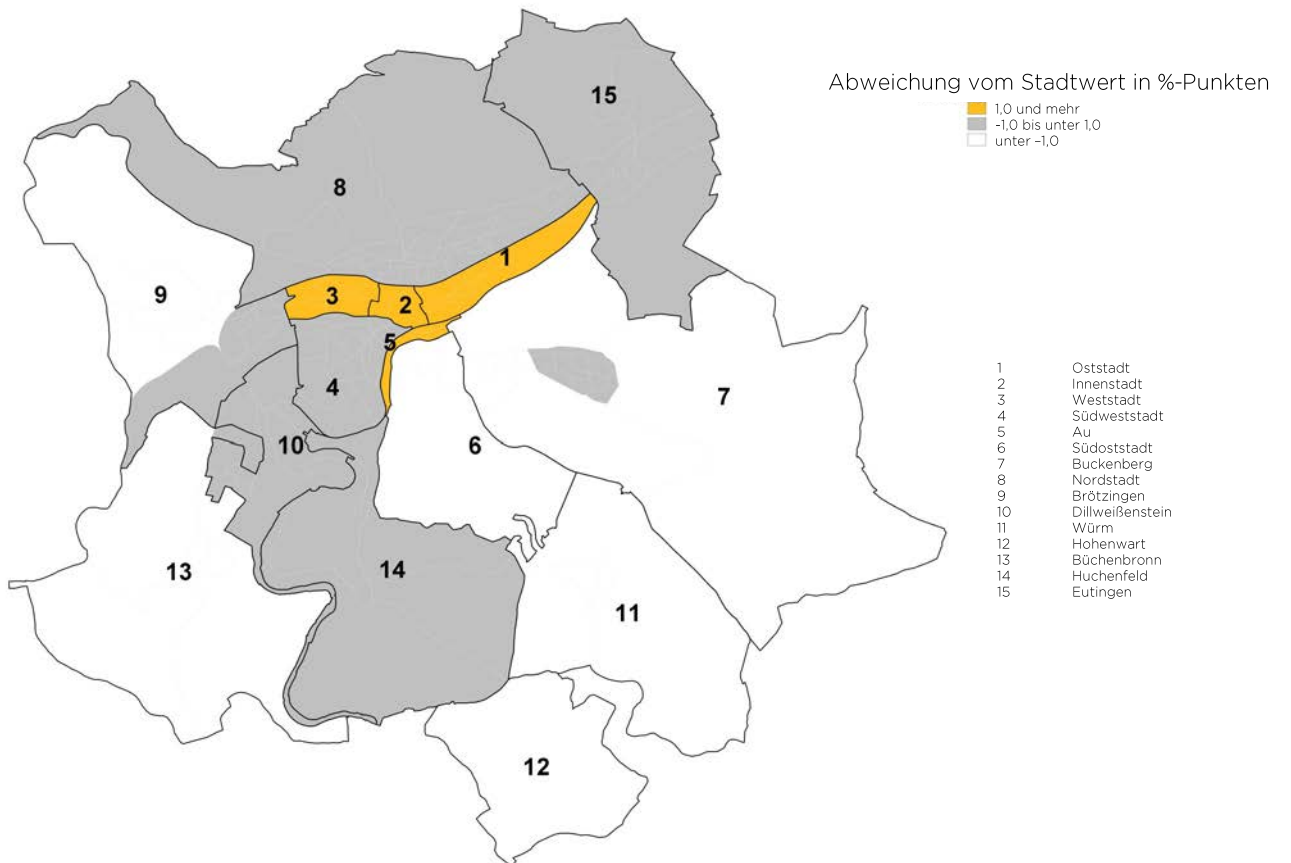 Abweichung vom Stadtwert in %-Punkten
1,0 und mehr
-1,0 bis unter 1,0
unter –1,0
15
8
1
9
3
2
5
4
7
10
6
13
14
11
12
1 Oststadt
2 Innenstadt
3 Weststadt
4 Südweststadt
5 Au
6 Südoststadt
7 Buckenberg
8 Nordstadt
9 Brötzingen
10 Dillweißenstein
11 Würm
12 Hohenwart
13 Büchenbronn
14 Huchenfeld
15 Eutingen